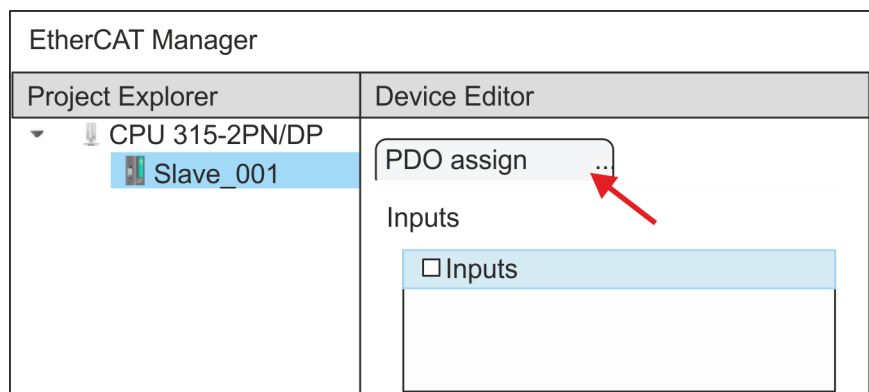 EtherCAT Manager
Project Explorer
Device Editor
CPU 315-2PN/DP
Slave_001
PDO assign ...
Inputs
Inputs